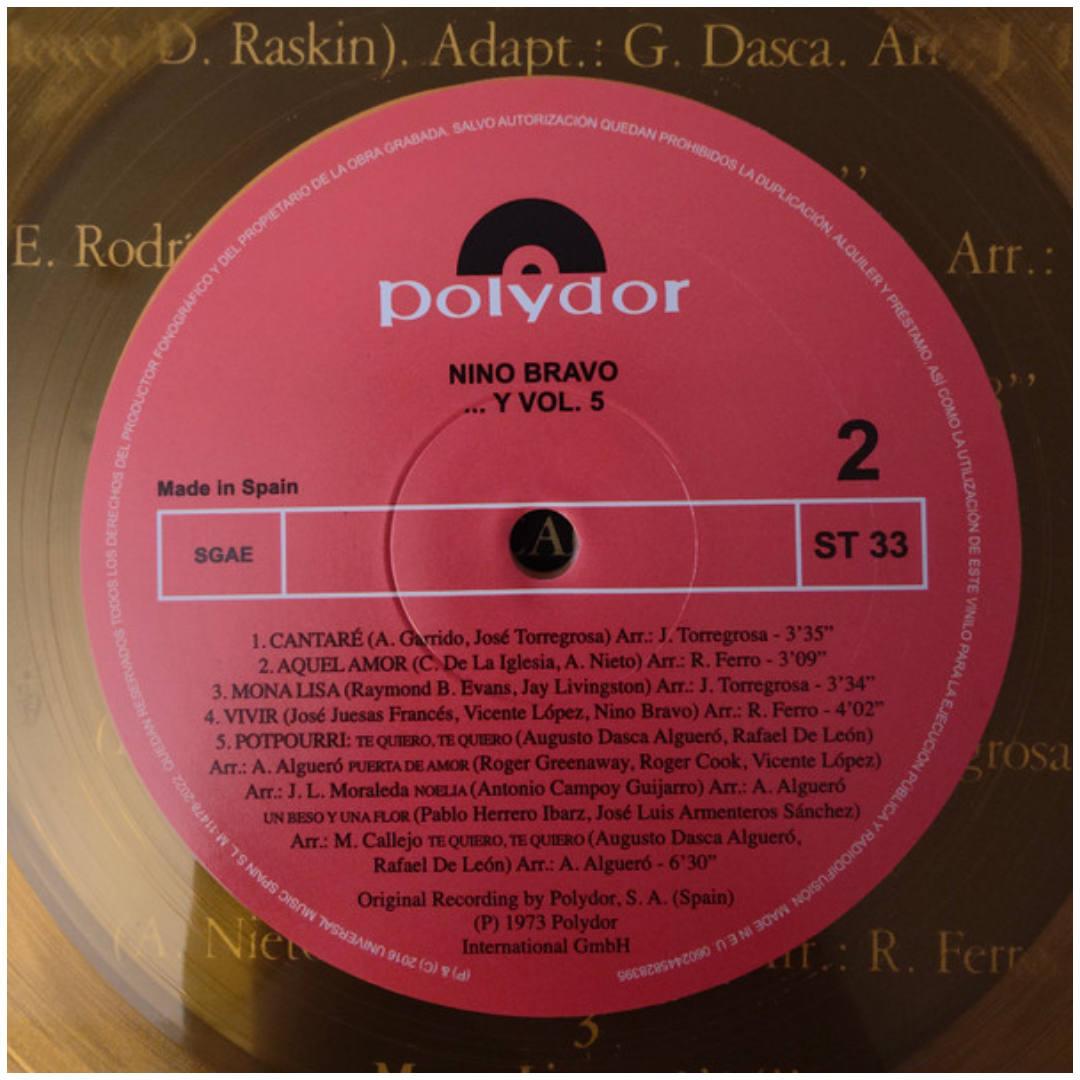 D. Raskin). Adapt.: G. Dasca. Arr.: J.
E. Rodrí
Arr.:
TODOS LOS DERECHOS DEL PRODUCTOR FONOGRÁFICO Y DEL PROPIETARIO DE LA OBRA GRABADA. SALVO AUTORIZACIÓN QUEDAN PROHIBIDOS LA DUPLICACIÓN, ALQUILER Y PRÉSTAMO, ASÍ COMO LA UTILIZACIÓN DE ESTE VINILO PARA LA EJECUCIÓN PÚBLICA Y RADIODIFUSIÓN. MADE IN E.U. 0602445828395
(P) & (C) 2016 UNIVERSAL MUSIC SPAIN S.L. M-11478-2022. QUEDAN RESERVADOS
polydor
NINO BRAVO
... Y VOL. 5
2
Made in Spain
SGAE
A
ST 33
1. CANTARÉ (A. Garrido, José Torregrosa) Arr.: J. Torregrosa - 3’35”
2. AQUEL AMOR (C. De La Iglesia, A. Nieto) Arr.: R. Ferro - 3’09”
3. MONA LISA (Raymond B. Evans, Jay Livingston) Arr.: J. Torregrosa - 3’34”
4. VIVIR (José Juesas Francés, Vicente López, Nino Bravo) Arr.: R. Ferro - 4’02”
5. POTPOURRI: TE QUIERO, TE QUIERO (Augusto Dasca Algueró, Rafael De León)
Arr.: A. Algueró PUERTA DE AMOR (Roger Greenaway, Roger Cook, Vicente López)
Arr.: J. L. Moraleda NOELIA (Antonio Campoy Guijarro) Arr.: A. Algueró
UN BESO Y UNA FLOR (Pablo Herrero Ibarz, José Luis Armenteros Sánchez)
Arr.: M. Callejo TE QUIERO, TE QUIERO (Augusto Dasca Algueró,
Rafael De León) Arr.: A. Algueró - 6’30”
Original Recording by Polydor, S. A. (Spain)
(P) 1973 Polydor
International GmbH
grosa
(A. Nieto
Arr.: R. Ferro
3